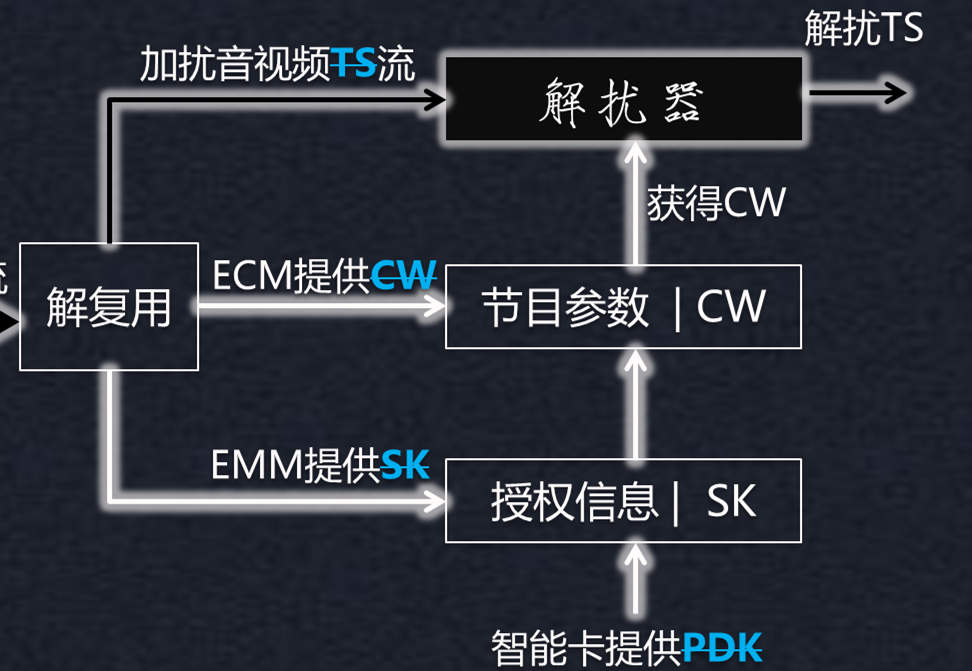 解扰TS
加扰音视频TS流
解扰器
获得CW
ECM提供CW
解复用
节目参数 | CW
EMM提供SK
授权信息 | SK
智能卡提供PDK